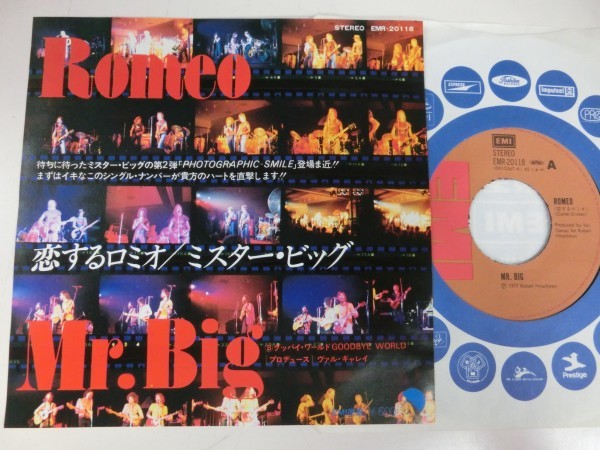 STEREO EMR-20118
Romeo
待ちに待ったミスター・ビッグの第2弾「PHOTOGRAPHIC SMILE」登場ま近!!
まずはイキなこのシングル・ナンバーが貴方のハートを直撃します!!
恋するロミオ/ミスター・ビッグ
Mr. Big
B:グッバイ・ワールド GOODBYE WORLD
プロデュース/ヴァル・ギャレイ
EXPRESS
impulse!
EMI
STEREO
EMR-20118
A
ROMEO
MR. BIG
EMI
Prestige